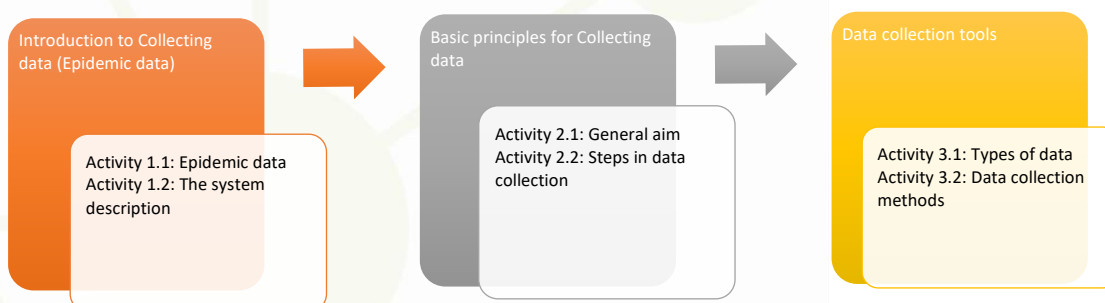 Introduction to Collecting
data (Epidemic data)
Activity 1.1: Epidemic data
Activity 1.2: The system
description
Basic principles for Collecting
data
Activity 2.1: General aim
Activity 2.2: Steps in data
collection
Data collection tools
Activity 3.1: Types of data
Activity 3.2: Data collection
methods